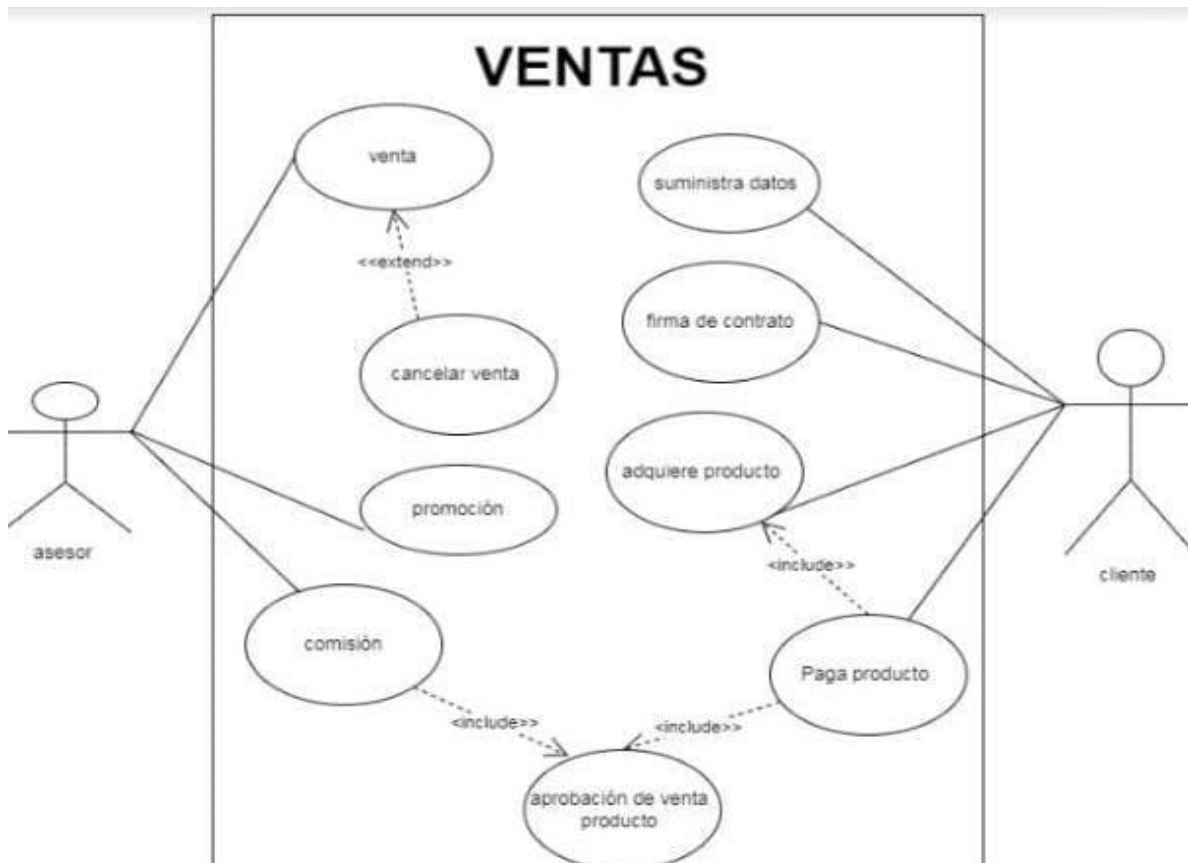 VENTAS
venta
suministra datos
<<extend>>
firma de contrato
cancelar venta
adquiere producto
promoción
asesor
<include>>
cliente
comisión
Paga producto
<include>>
<include>>
aprobación de venta
producto